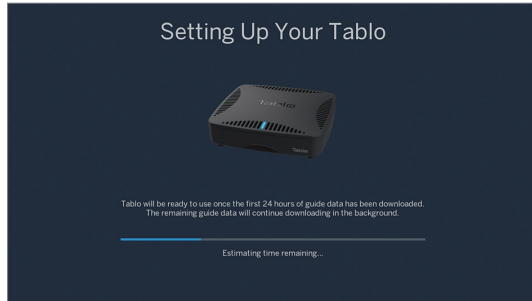 Setting Up Your Tablo
Tablo
Tablo will be ready to use once the first 24 hours of guide data has been downloaded.
The remaining guide data will continue downloading in the background.
Estimating time remaining...